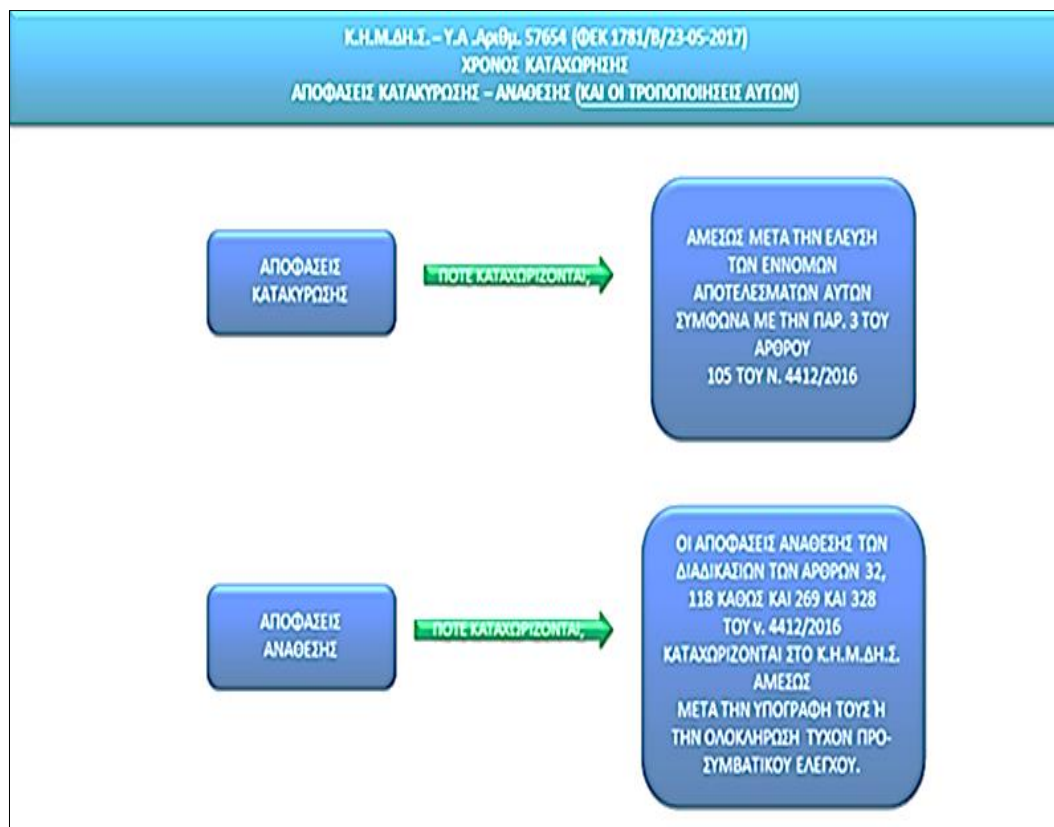 Κ.Η.Μ.ΔΗ.Σ. – Υ.Α .Αριθμ. 57654 (ΦΕΚ 1781/Β/23-05-2017)
ΧΡΟΝΟΣ ΚΑΤΑΧΩΡΗΣΗΣ
ΑΠΟΦΑΣΕΙΣ ΚΑΤΑΚΥΡΩΣΗΣ – ΑΝΑΘΕΣΗΣ (ΚΑΙ ΟΙ ΤΡΟΠΟΠΟΙΗΣΕΙΣ ΑΥΤΩΝ)
ΑΠΟΦΑΣΕΙΣ
ΚΑΤΑΚΥΡΩΣΗΣ
ΠΟΤΕ ΚΑΤΑΧΩΡΙΖΟΝΤΑΙ;
ΑΜΕΣΩΣ ΜΕΤΑ ΤΗΝ ΕΛΕΥΣΗ
ΤΩΝ ΕΝΝΟΜΩΝ
ΑΠΟΤΕΛΕΣΜΑΤΩΝ ΑΥΤΩΝ
ΣΥΜΦΩΝΑ ΜΕ ΤΗΝ ΠΑΡ. 3 ΤΟΥ
ΑΡΘΡΟΥ
105 ΤΟΥ Ν. 4412/2016
ΑΠΟΦΑΣΕΙΣ
ΑΝΑΘΕΣΗΣ
ΠΟΤΕ ΚΑΤΑΧΩΡΙΖΟΝΤΑΙ;
ΟΙ ΑΠΟΦΑΣΕΙΣ ΑΝΑΘΕΣΗΣ ΤΩΝ
ΔΙΑΔΙΚΑΣΙΩΝ ΤΩΝ ΑΡΘΡΩΝ 32,
118 ΚΑΘΩΣ ΚΑΙ 269 ΚΑΙ 328
ΤΟΥ ν. 4412/2016
ΚΑΤΑΧΩΡΙΖΟΝΤΑΙ ΣΤΟ Κ.Η.Μ.ΔΗ.Σ.
ΑΜΕΣΩΣ
ΜΕΤΑ ΤΗΝ ΥΠΟΓΡΑΦΗ ΤΟΥΣ Ή
ΤΗΝ ΟΛΟΚΛΗΡΩΣΗ ΤΥΧΟΝ ΠΡΟ-
ΣΥΜΒΑΤΙΚΟΥ ΕΛΕΓΧΟΥ.